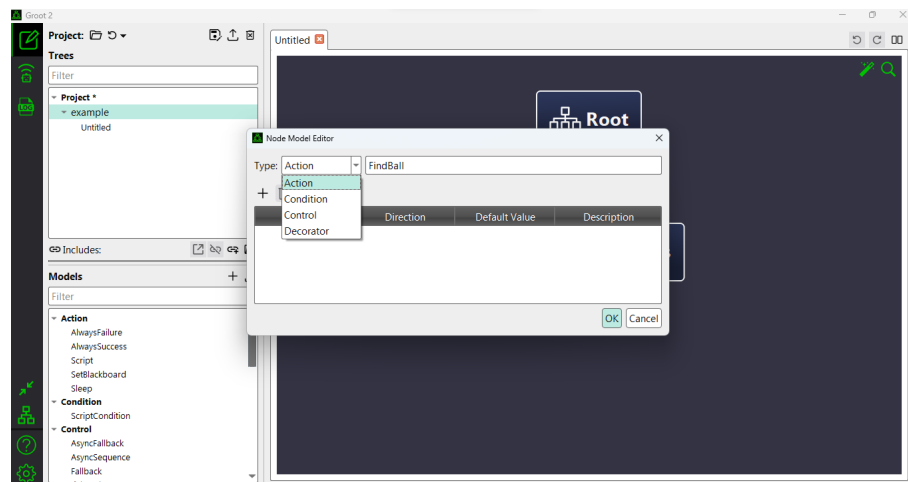 Groot 2
Project:
Untitled
Trees
Filter
Project *
example
Untitled
Root
Node Model Editor
Type: Action FindBall
Action
Condition
Control
Decorator
Direction Default Value Description
OK Cancel
Includes:
Models
Filter
Action
AlwaysFailure
AlwaysSuccess
Script
SetBlackboard
Sleep
Condition
ScriptCondition
Control
AsyncFallback
AsyncSequence
Fallback
LOG